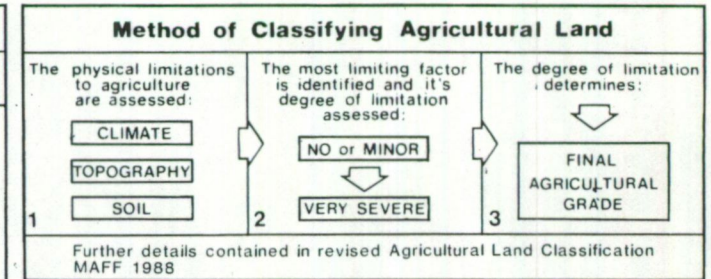 Method of Classifying Agricultural Land
The physical limitations
to agriculture
are assessed:
CLIMATE
TOPOGRAPHY
SOIL
1
The most limiting factor
is identified and it's
degree of limitation
assessed:
NO or MINOR
VERY SEVERE
2
The degree of limitation
determines:
FINAL
AGRICULTURAL
GRADE
3
Further details contained in revised Agricultural Land Classification
MAFF 1988